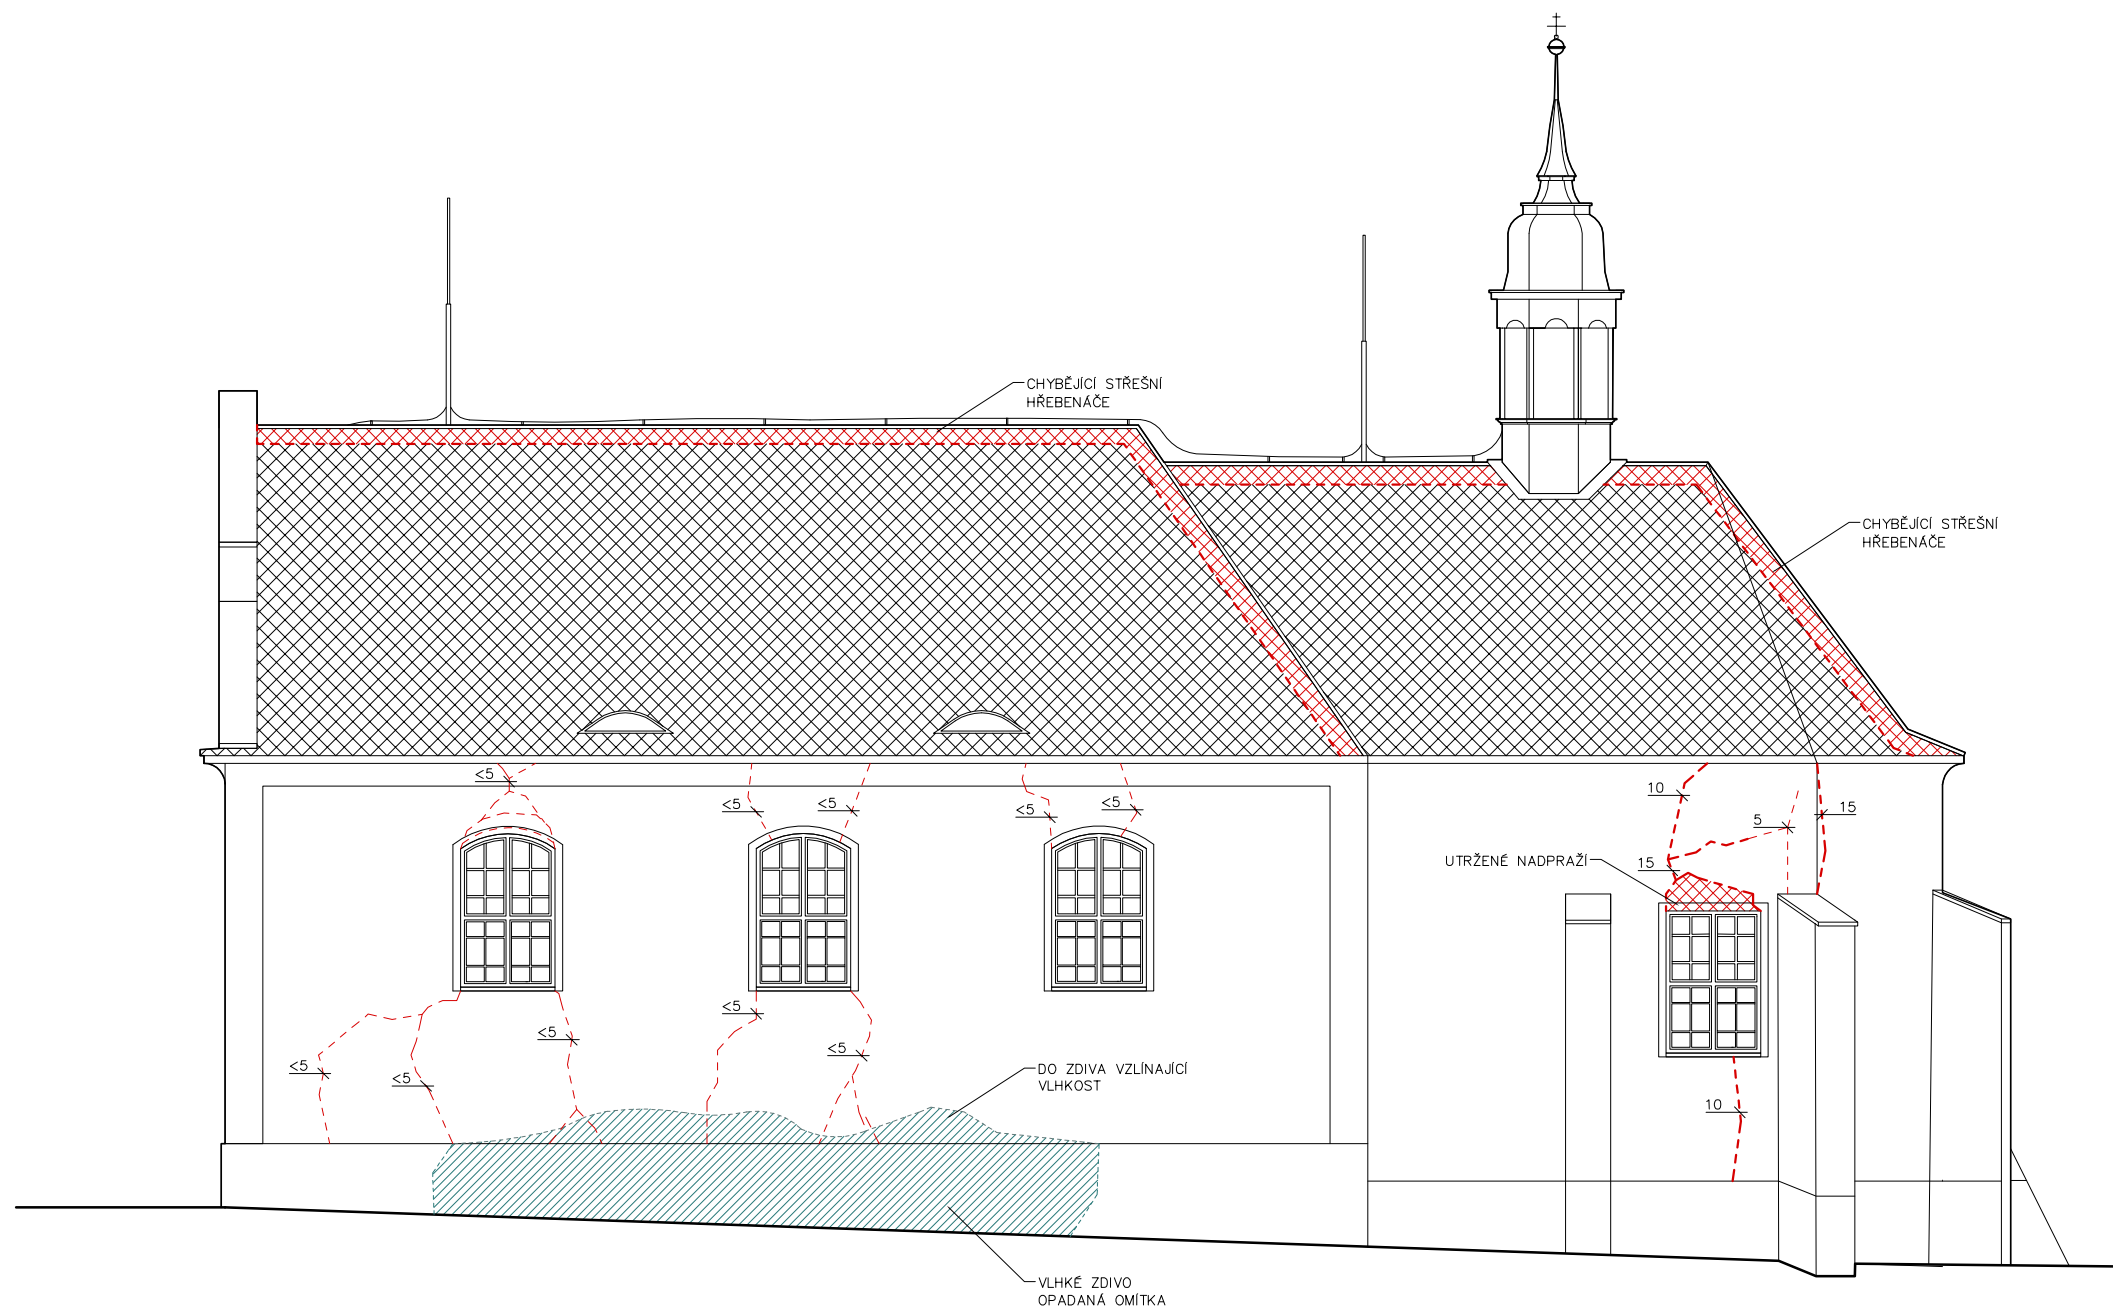 CHYBĚJÍCÍ STŘEŠNÍ
HŘEBENÁČE
CHYBĚJÍCÍ STŘEŠNÍ
HŘEBENÁČE
<5
<5
<5
<5
<5
10
15
5
15
UTRŽENÉ NADPRAŽÍ
<5
<5
<5
<5
<5
DO ZDIVA VZLÍNAJÍCÍ
VLHKOST
10
VLHKÉ ZDIVO
OPADANÁ OMÍTKA